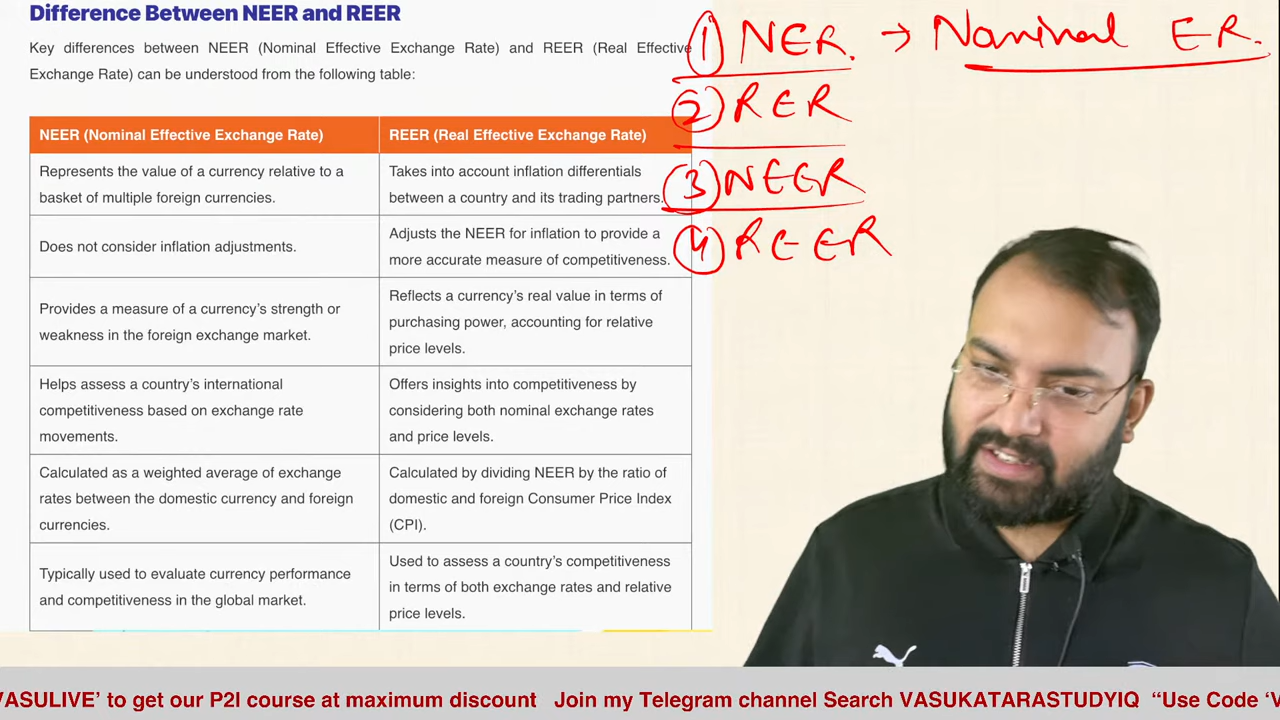 Difference Between NEER and REER
Key differences between NEER (Nominal Effective Exchange Rate) and REER (Real Effective
Exchange Rate) can be understood from the following table:
NEER (Nominal Effective Exchange Rate)
REER (Real Effective Exchange Rate)
Represents the value of a currency relative to a
basket of multiple foreign currencies.
Takes into account inflation differentials
between a country and its trading partners.
Does not consider inflation adjustments.
Adjusts the NEER for inflation to provide a
more accurate measure of competitiveness.
Provides a measure of a currency's strength or
weakness in the foreign exchange market.
Reflects a currency's real value in terms of
purchasing power, accounting for relative
price levels.
Helps assess a country's international
competitiveness based on exchange rate
movements.
Offers insights into competitiveness by
considering both nominal exchange rates
and price levels.
Calculated as a weighted average of exchange
rates between the domestic currency and foreign
currencies.
Calculated by dividing NEER by the ratio of
domestic and foreign Consumer Price Index
(CPI).
Typically used to evaluate currency performance
and competitiveness in the global market.
Used to assess a country's competitiveness
in terms of both exchange rates and relative
price levels.
1 NER. → Nominal ER.
2 RER
3 NEER
4 REER
VASULIVE' to get our P2I course at maximum discount Join my Telegram channel Search VASUKATARASTUDYIQ "Use Code 'V